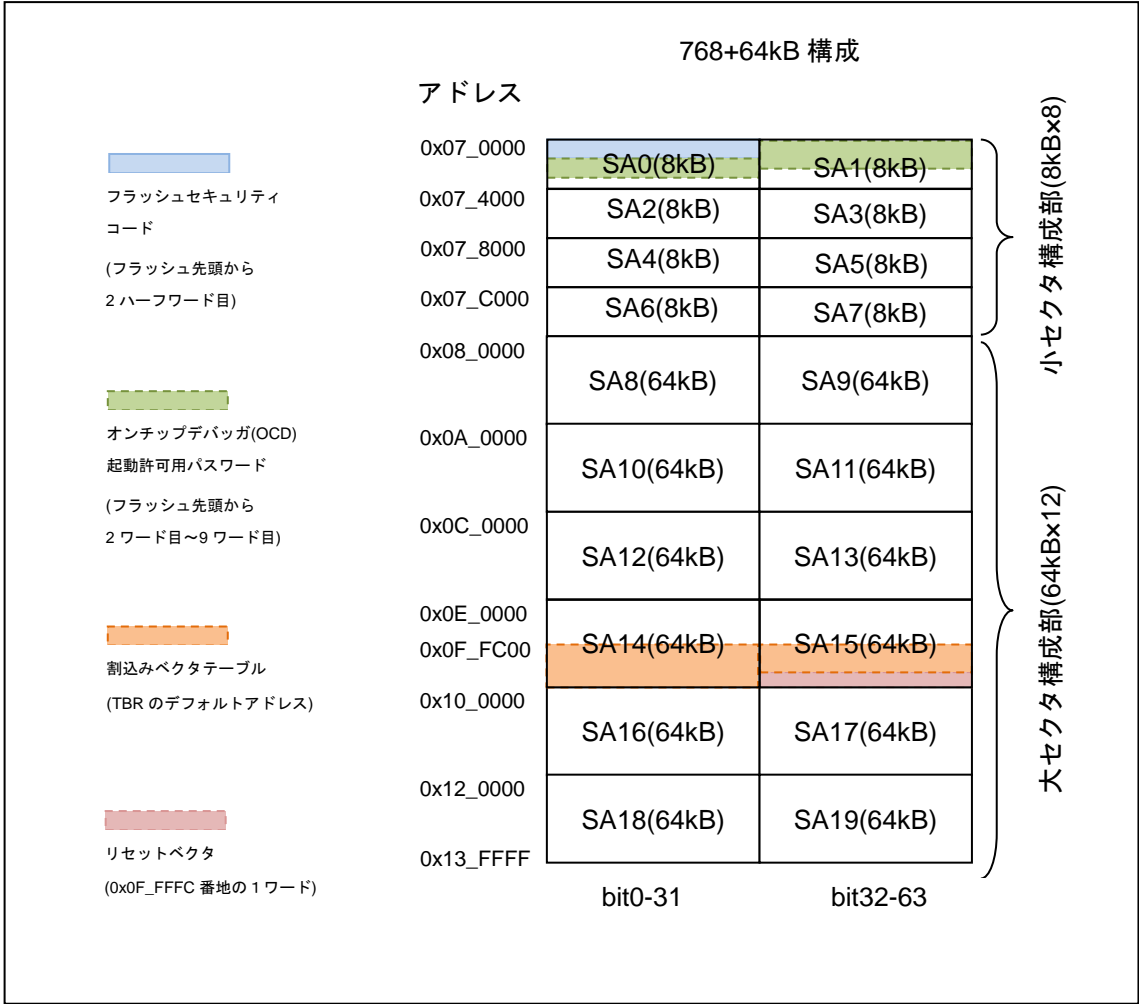 768+64kB 構成
アドレス
フラッシュセキュリティ
コード
(フラッシュ先頭から
2 ハーフワード目)
オンチップデバッガ(OCD)
起動許可用パスワード
(フラッシュ先頭から
2 ワード目～9 ワード目)
割込みベクタテーブル
(TBR のデフォルトアドレス)
リセットベクタ
(0x0F_FFFC 番地の 1 ワード)
0x07_0000
SA0(8kB)
SA1(8kB)
0x07_4000
SA2(8kB)
SA3(8kB)
0x07_8000
SA4(8kB)
SA5(8kB)
0x07_C000
SA6(8kB)
SA7(8kB)
0x08_0000
SA8(64kB)
SA9(64kB)
0x0A_0000
SA10(64kB)
SA11(64kB)
0x0C_0000
SA12(64kB)
SA13(64kB)
0x0E_0000
SA14(64kB)
SA15(64kB)
0x0F_FC00
0x10_0000
SA16(64kB)
SA17(64kB)
0x12_0000
SA18(64kB)
SA19(64kB)
0x13_FFFF
bit0-31
bit32-63
小セクタ構成部(8kB×8)
大セクタ構成部(64kB×12)